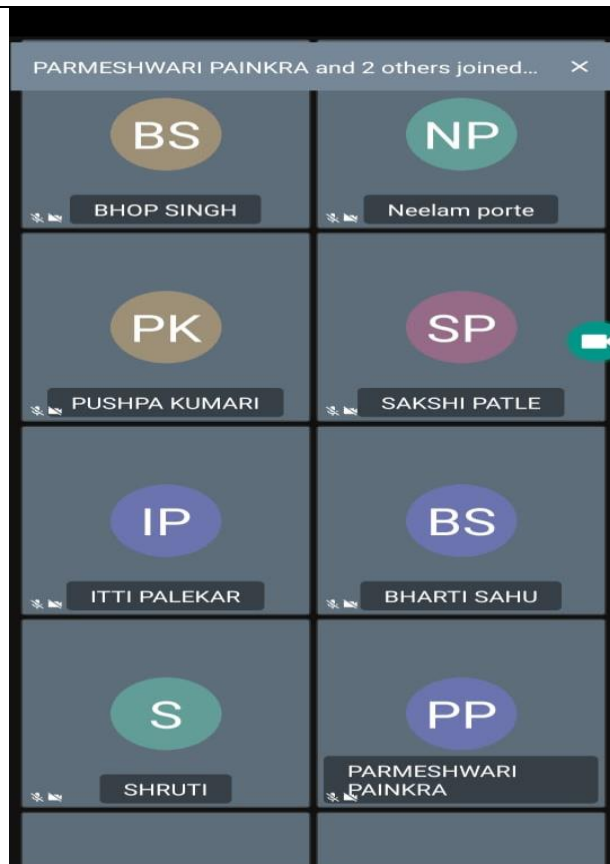 PARMESHWARI PAINKRA and 2 others joined...
BS
NP
BHOP SINGH
Neelam porte
PK
SP
PUSHPA KUMARI
SAKSHI PATLE
IP
BS
ITTI PALEKAR
BHARTI SAHU
S
PP
SHRUTI
PARMESHWARI
PAINKRA